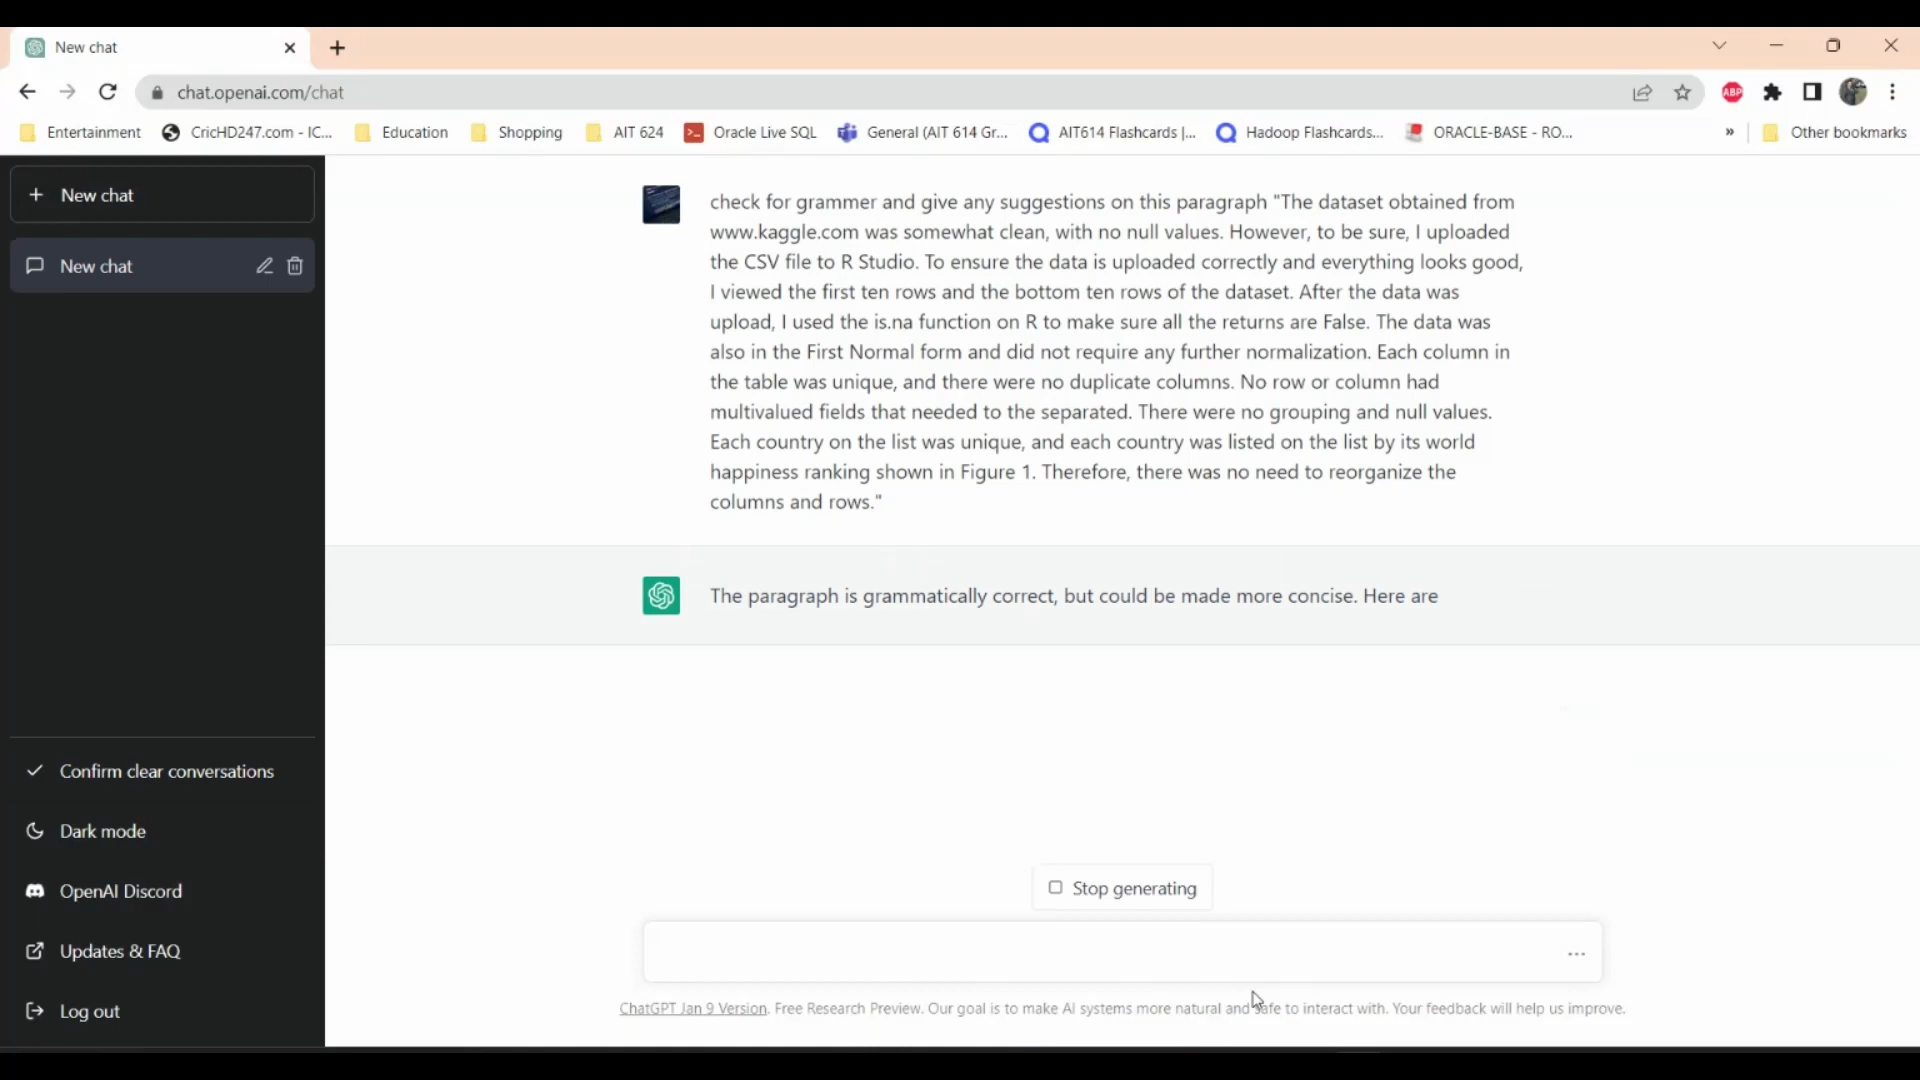 New chat
chat.openai.com/chat
ABP
Entertainment CricHD247.com - IC... Education Shopping AIT 624 Oracle Live SQL General (AIT 614 Gr... AIT614 Flashcards |... Hadoop Flashcards... ORACLE-BASE - RO... » Other bookmarks
New chat
New chat
check for grammer and give any suggestions on this paragraph "The dataset obtained from
www.kaggle.com was somewhat clean, with no null values. However, to be sure, I uploaded
the CSV file to R Studio. To ensure the data is uploaded correctly and everything looks good,
I viewed the first ten rows and the bottom ten rows of the dataset. After the data was
upload, I used the is.na function on R to make sure all the returns are False. The data was
also in the First Normal form and did not require any further normalization. Each column in
the table was unique, and there were no duplicate columns. No row or column had
multivalued fields that needed to the separated. There were no grouping and null values.
Each country on the list was unique, and each country was listed on the list by its world
happiness ranking shown in Figure 1. Therefore, there was no need to reorganize the
columns and rows."
The paragraph is grammatically correct, but could be made more concise. Here are
Confirm clear conversations
Dark mode
OpenAI Discord
Updates & FAQ
Log out
Stop generating
ChatGPT Jan 9 Version. Free Research Preview. Our goal is to make AI systems more natural and safe to interact with. Your feedback will help us improve.